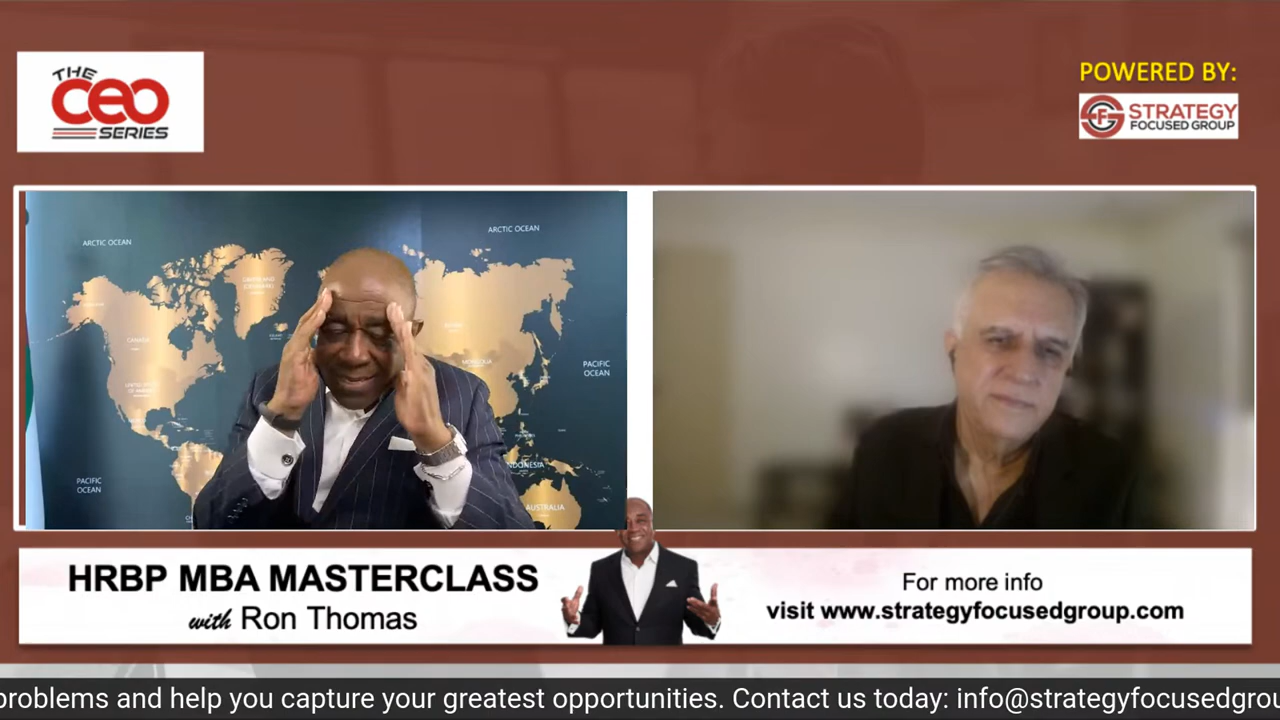 THE
CEO
SERIES
POWERED BY:
SFG
STRATEGY
FOCUSED GROUP
ARCTIC OCEAN
ARCTIC OCEAN
CANADA
MONGOLIA
PACIFIC
OCEAN
INDONESIA
AUSTRALIA
PACIFIC
OCEAN
HRBP MBA MASTERCLASS
with Ron Thomas
For more info
visit www.strategyfocusedgroup.com
problems and help you capture your greatest opportunities. Contact us today: info@strategyfocusedgrou